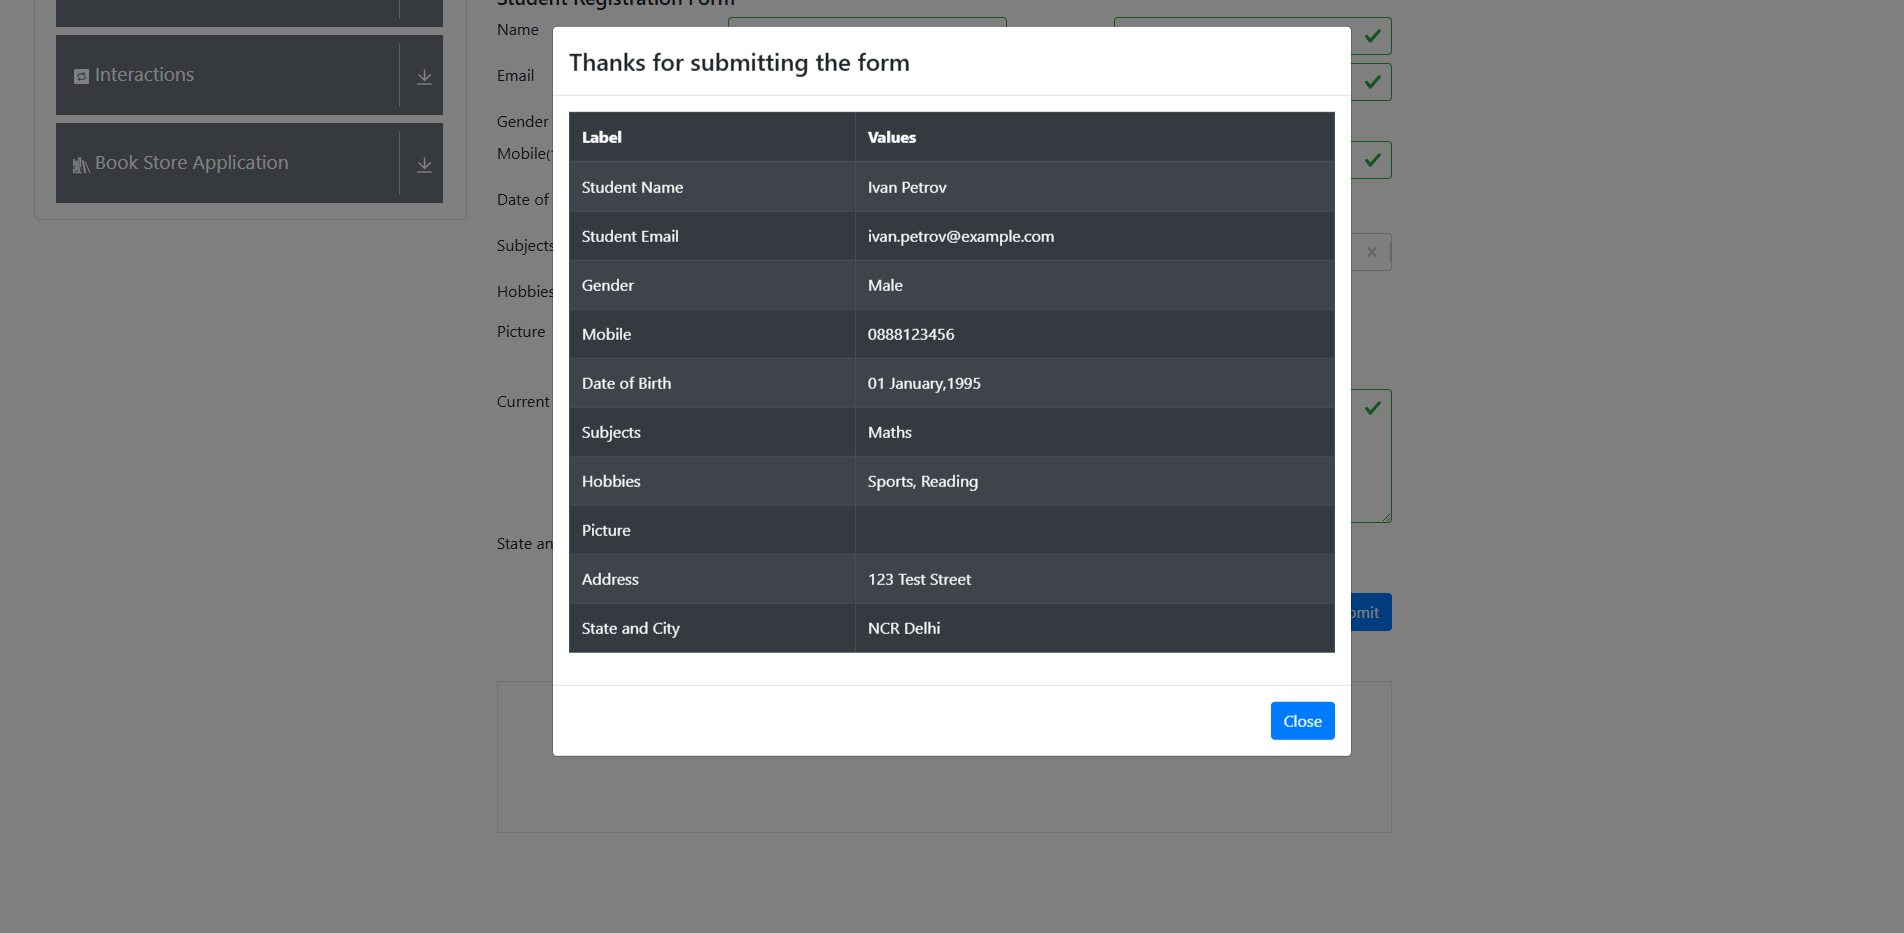 Student Registration Form
Name
Interactions
Email
Gender
Mobile(
Book Store Application
Date of
Subjects
Hobbies
Picture
Current
State an
bmit
Thanks for submitting the form
Label Values
Student Name Ivan Petrov
Student Email ivan.petrov@example.com
Gender Male
Mobile 0888123456
Date of Birth 01 January,1995
Subjects Maths
Hobbies Sports, Reading
Picture
Address 123 Test Street
State and City NCR Delhi
Close